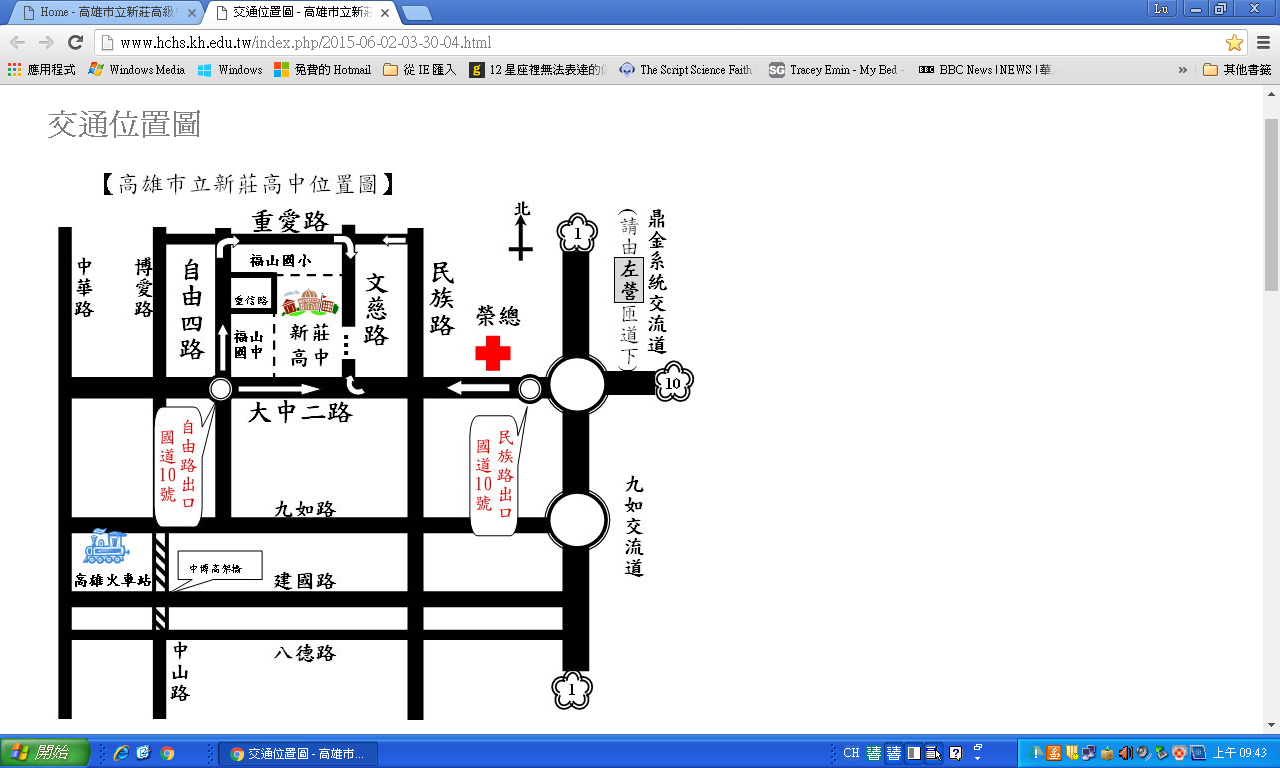 Home - 高雄市立新莊高級
交通位置圖 - 高雄市立新莊
Lu
www.hchs.kh.edu.tw/index.php/2015-06-02-03-30-04.html
應用程式
Windows Media
Windows
免費的 Hotmail
從 IE 匯入
12 星座裡無法表達的
The Script Science Faith
Tracey Emin - My Bed -
BBC News | NEWS | 華
»
其他書籤
交通位置圖
【高雄市立新莊高中位置圖】
北
重愛路
中華路
博愛路
自由四路
福山國小
重信路
福山
國中
新莊
高中
文慈路
民族路
榮總
1
鼎金系統交流道
(請由左營匝道下)
10
大中二路
自由路出口
國道10號
民族路出口
國道10號
九如路
九如交流道
高雄火車站
中博高架橋
建國路
八德路
中山路
1
開始
交通位置圖 - 高雄市...
CH
上午 09:43